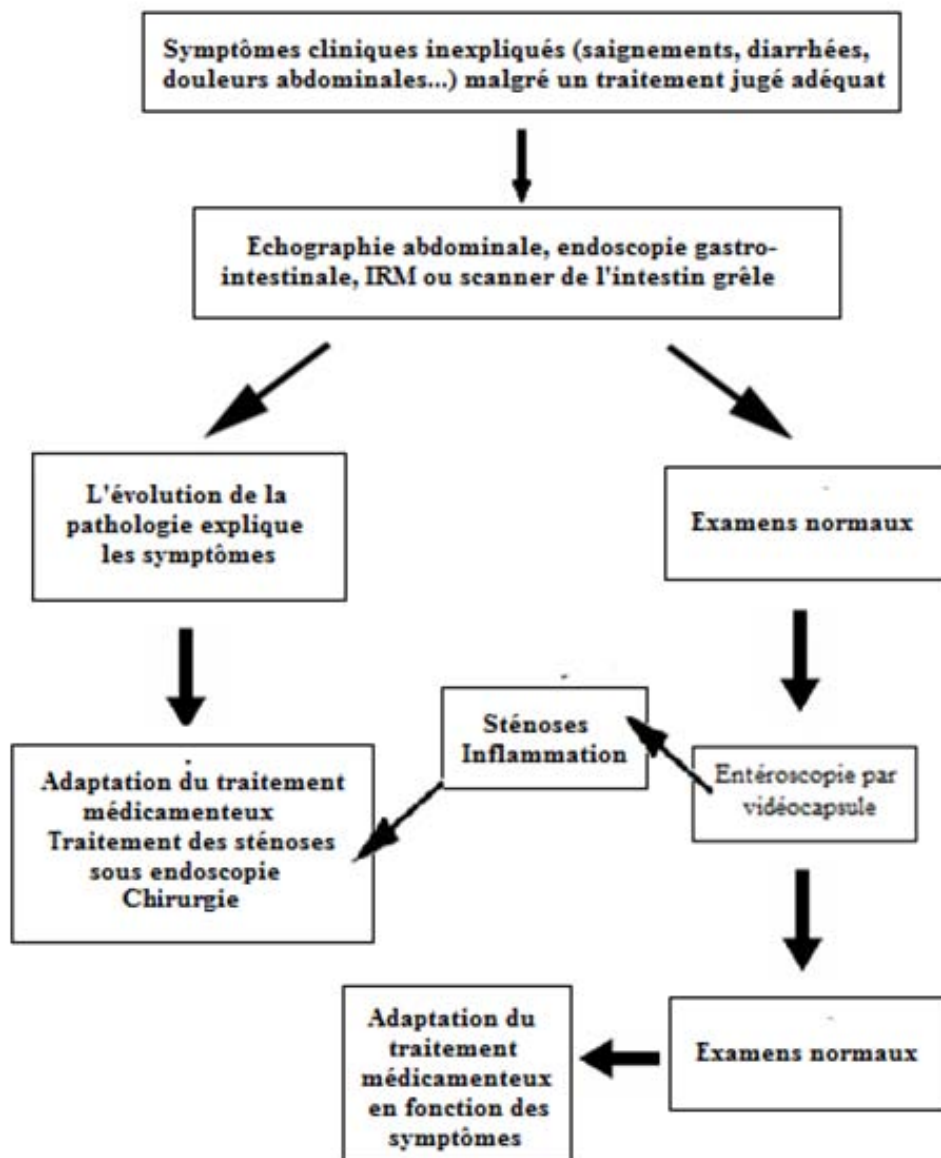 Symptômes cliniques inexpliqués (saignements, diarrhées,
douleurs abdominales...) malgré un traitement jugé adéquat
Echographie abdominale, endoscopie gastro-
intestinale, IRM ou scanner de l'intestin grêle
L'évolution de la
pathologie explique
les symptômes
Examens normaux
Sténoses
Inflammation
Entéroscopie par
vidéocapsule
Adaptation du traitement
médicamenteux
Traitement des sténoses
sous endoscopie
Chirurgie
Adaptation du
traitement
médicamenteux
en fonction des
symptômes
Examens normaux